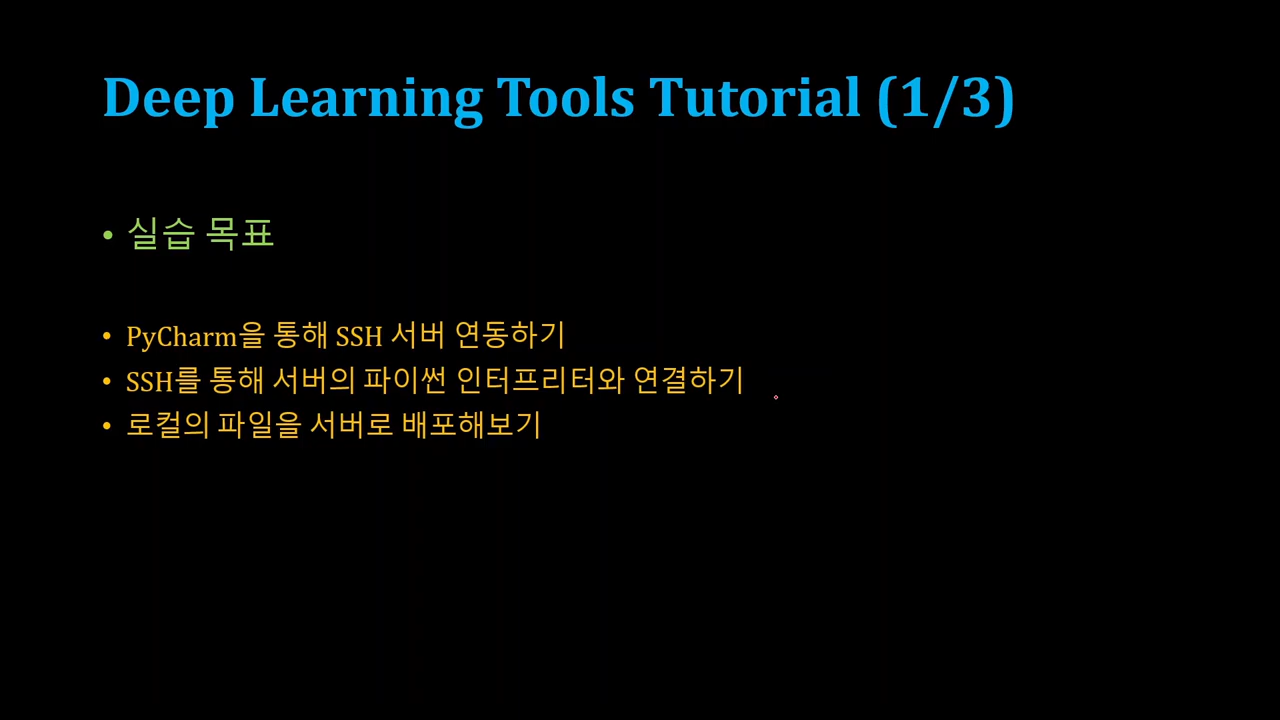 Deep Learning Tools Tutorial (1/3)
• 실습 목표
• PyCharm을 통해 SSH 서버 연동하기
• SSH를 통해 서버의 파이썬 인터프리터와 연결하기
• 로컬의 파일을 서버로 배포해보기